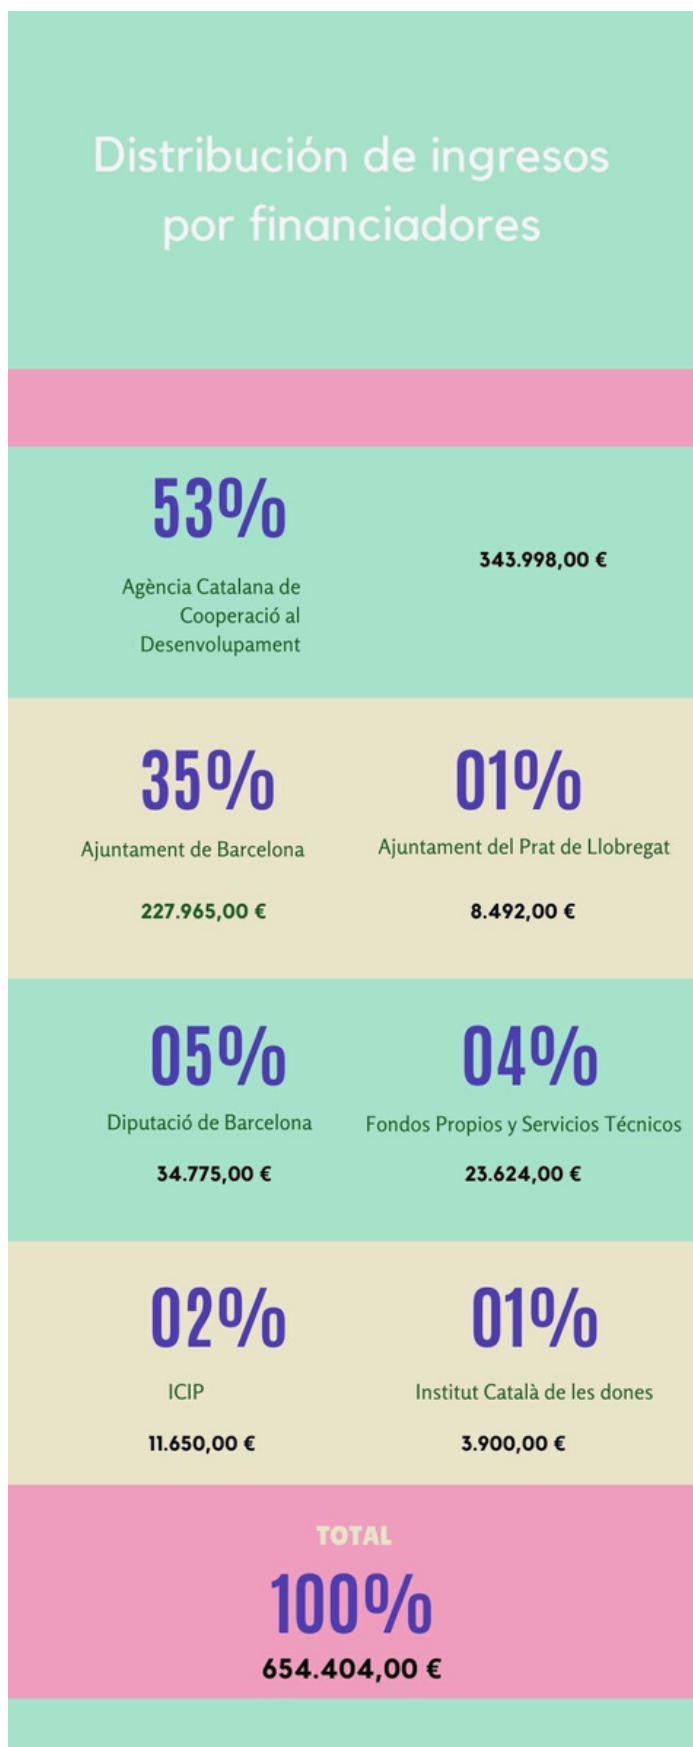 Distribución de ingresos
por financiadores
53%
Agència Catalana de
Cooperació al
Desenvolupament
343.998,00 €
35%
Ajuntament de Barcelona
227.965,00 €
01%
Ajuntament del Prat de Llobregat
8.492,00 €
05%
Diputació de Barcelona
34.775,00 €
04%
Fondos Propios y Servicios Técnicos
23.624,00 €
02%
ICIP
11.650,00 €
01%
Institut Català de les dones
3.900,00 €
TOTAL
100%
654.404,00 €